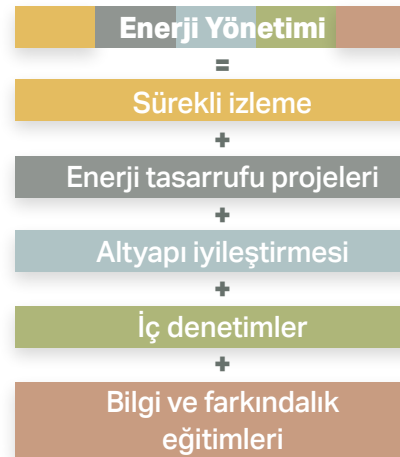 Enerji Yönetimi
=
Sürekli izleme
+
Enerji tasarrufu projeleri
+
Altyapı iyileştirmesi
+
İç denetimler
+
Bilgi ve farkındalık
eğitimleri